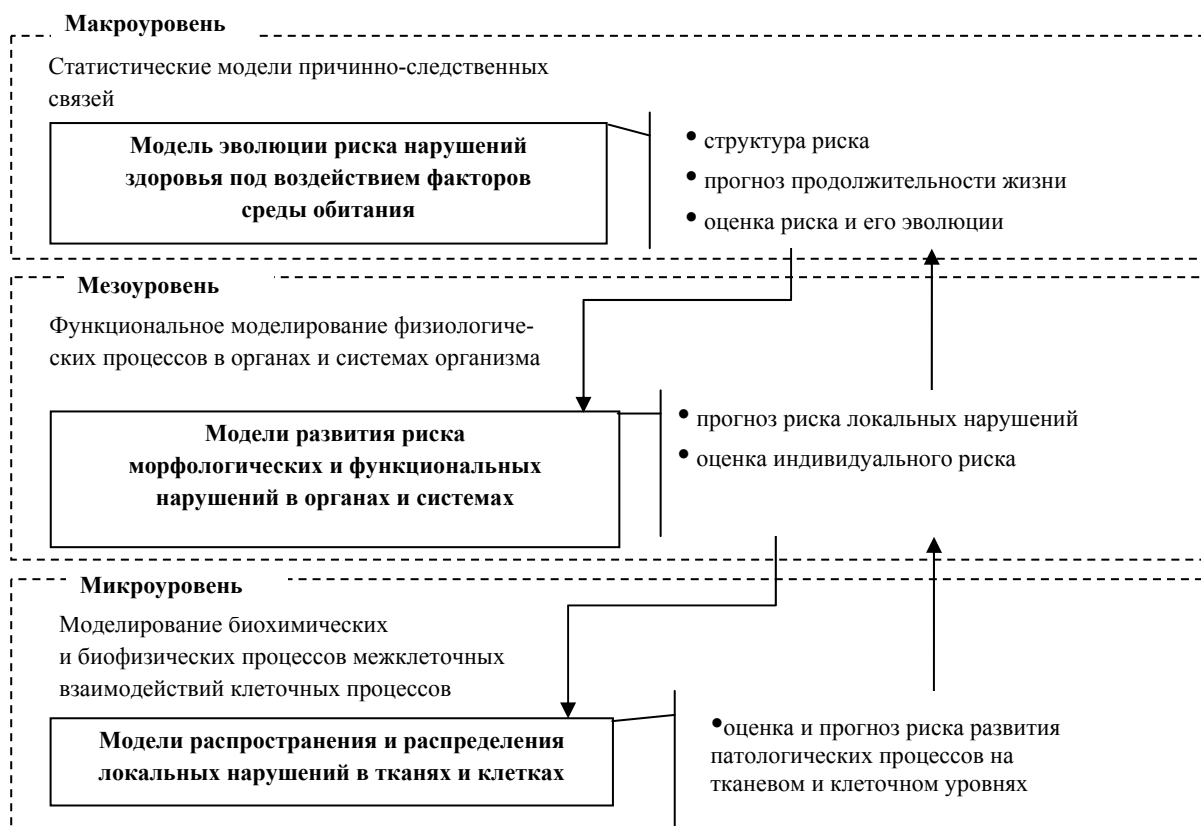 Макроуровень
Статистические модели причинно-следственных
связей
Модель эволюции риска нарушений
здоровья под воздействием факторов
среды обитания
• структура риска
• прогноз продолжительности жизни
• оценка риска и его эволюции
Мезоуровень
Функциональное моделирование физиологиче-
ских процессов в органах и системах организма
Модели развития риска
морфологических и функциональных
нарушений в органах и системах
• прогноз риска локальных нарушений
• оценка индивидуального риска
Микроуровень
Моделирование биохимических
и биофизических процессов межклеточных
взаимодействий клеточных процессов
Модели распространения и распределения
локальных нарушений в тканях и клетках
•оценка и прогноз риска развития
патологических процессов на
тканевом и клеточном уровнях